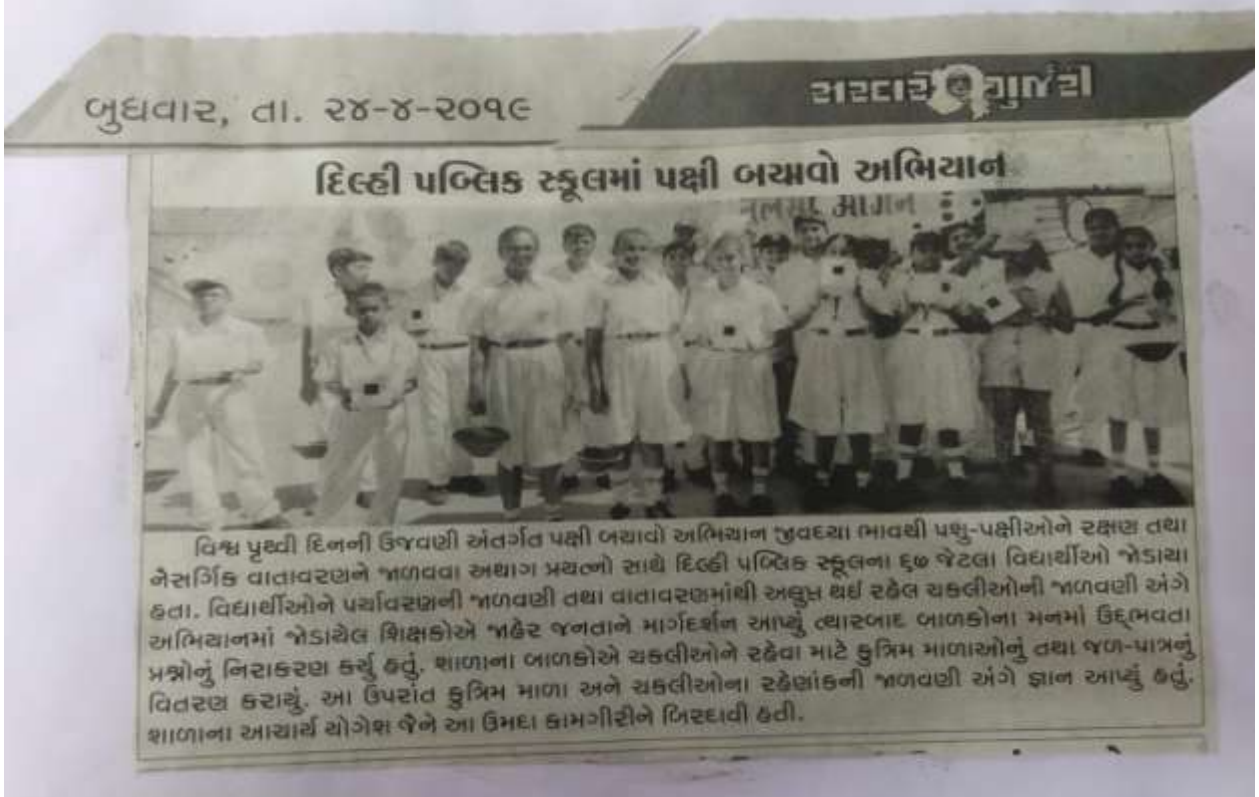 બુધવાર, તા. ૨૪-૪-૨૦૧૯
સરદાર ગુર્જરી
દિલ્હી પબ્લિક સ્કૂલમાં પક્ષી બચાવો અભિયાન
વિશ્વ પૃથ્વી દિનની ઉજવણી અંતર્ગત પક્ષી બચાવો અભિયાન જીવદયા ભાવથી પશુ-પક્ષીઓને રક્ષણ તથા
નૈસર્ગિક વાતાવરણને જાળવવા અથાગ પ્રયત્નો સાથે દિલ્હી પબ્લિક સ્કૂલના ૬૭ જેટલા વિદ્યાર્થીઓ જોડાયા
હતા. વિદ્યાર્થીઓને પર્યાવરણની જાળવણી તથા વાતાવરણમાંથી અલુપ્ત થઈ રહેલ ચકલીઓની જાળવણી અંગે
અભિયાનમાં જોડાયેલ શિક્ષકોએ જાહેર જનતાને માર્ગદર્શન આપ્યું ત્યારબાદ બાળકોના મનમાં ઉદ્‌ભવતા
પ્રશ્નોનું નિરાકરણ કર્યું હતું. શાળાના બાળકોએ ચકલીઓને રહેવા માટે કુત્રિમ માળાઓનું તથા જળ-પાત્રનું
વિતરણ કરાયું. આ ઉપરાંત કુત્રિમ માળા અને ચકલીઓના રહેણાંકની જાળવણી અંગે જ્ઞાન આપ્યું હતું.
શાળાના આચાર્ય યોગેશ જૈને આ ઉમદા કામગીરીને બિરદાવી હતી.